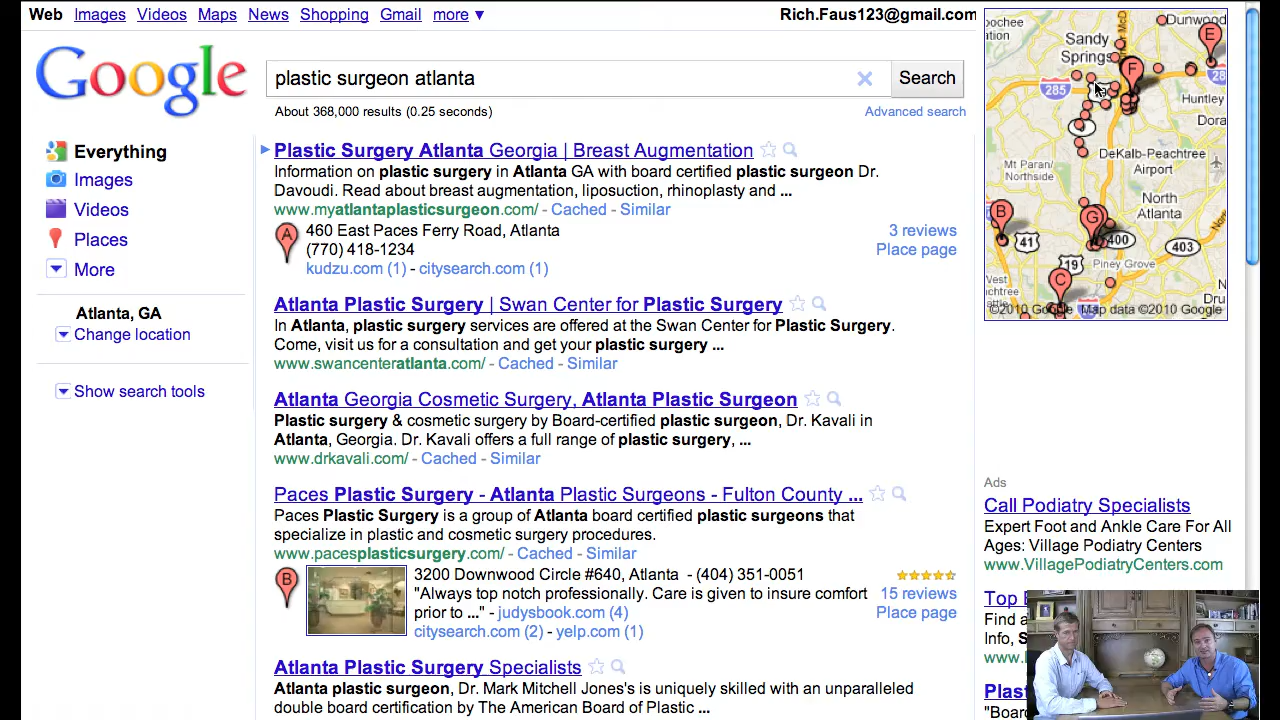 Web Images Videos Maps News Shopping Gmail more ▼
Rich.Faus123@gmail.com
Google
plastic surgeon atlanta
Search
About 368,000 results (0.25 seconds)
Advanced search
Everything
Images
Videos
Places
More
Atlanta, GA
Change location
Show search tools
Plastic Surgery Atlanta Georgia | Breast Augmentation
Information on plastic surgery in Atlanta GA with board certified plastic surgeon Dr.
Davoudi. Read about breast augmentation, liposuction, rhinoplasty and ...
www.myatlantaplasticsurgeon.com/ - Cached - Similar
A
460 East Paces Ferry Road, Atlanta
3 reviews
(770) 418-1234
Place page
kudzu.com (1) - citysearch.com (1)
Atlanta Plastic Surgery | Swan Center for Plastic Surgery
In Atlanta, plastic surgery services are offered at the Swan Center for Plastic Surgery.
Come, visit us for a consultation and get your plastic surgery ...
www.swancenteratlanta.com/ - Cached - Similar
Atlanta Georgia Cosmetic Surgery, Atlanta Plastic Surgeon
Plastic surgery & cosmetic surgery by Board-certified plastic surgeon, Dr. Kavali in
Atlanta, Georgia. Dr. Kavali offers a full range of plastic surgery, ...
www.drkavali.com/ - Cached - Similar
Paces Plastic Surgery - Atlanta Plastic Surgeons - Fulton County ...
Paces Plastic Surgery is a group of Atlanta board certified plastic surgeons that
specialize in plastic and cosmetic surgery procedures.
www.pacesplasticsurgery.com/ - Cached - Similar
B
3200 Downwood Circle #640, Atlanta - (404) 351-0051
"Always top notch professionally. Care is given to insure comfort
15 reviews
prior to ..." - judysbook.com (4)
Place page
citysearch.com (2) - yelp.com (1)
Atlanta Plastic Surgery Specialists
Atlanta plastic surgeon, Dr. Mark Mitchell Jones's is uniquely skilled with an unparalleled
double board certification by The American Board of Plastic ...
Dunwood
Sandy
Springs
E
F
285
Huntley
Dora
DeKalb-Peachtree
Airport
Mt Paran/
Northside
North
Atlanta
B
G
41
400
403
19
Piney Grove
C
©2010 Google Map data ©2010 Google
Ads
Call Podiatry Specialists
Expert Foot and Ankle Care For All
Ages: Village Podiatry Centers
www.VillagePodiatryCenters.com
Top
Find a
Info,
www.
Plast
"Board